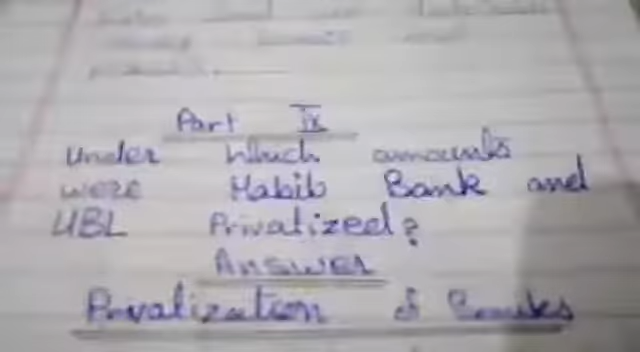 Part IX
Under which amounts
were Habib Bank and
UBL Privatized?
Answer
Privatization of Banks